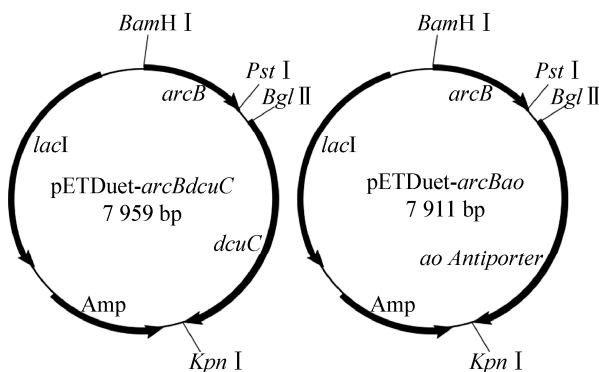 BamH Ⅰ
Pst Ⅰ
arcB
Bgl Ⅱ
lacⅠ
pETDuet-arcBdcuC
7 959 bp
dcuC
Amp
Kpn Ⅰ
BamH Ⅰ
Pst Ⅰ
arcB
Bgl Ⅱ
lacⅠ
pETDuet-arcBao
7 911 bp
ao Antiporter
Amp
Kpn Ⅰ